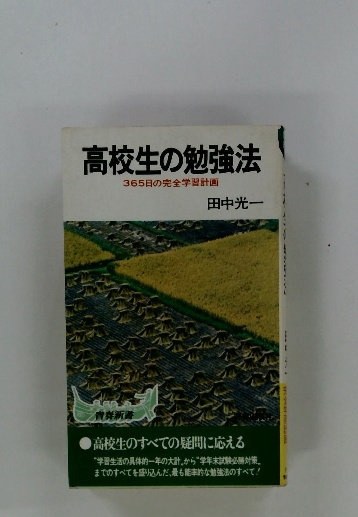 高校生の勉強法
365日の完全学習計画
田中光一
青春新書
●高校生のすべての疑問に応える
“学習生活の具体的一年の大計„から“学年末試験必勝対策„
までのすべてを盛り込んだ、最も能率的な勉強法のすべて!